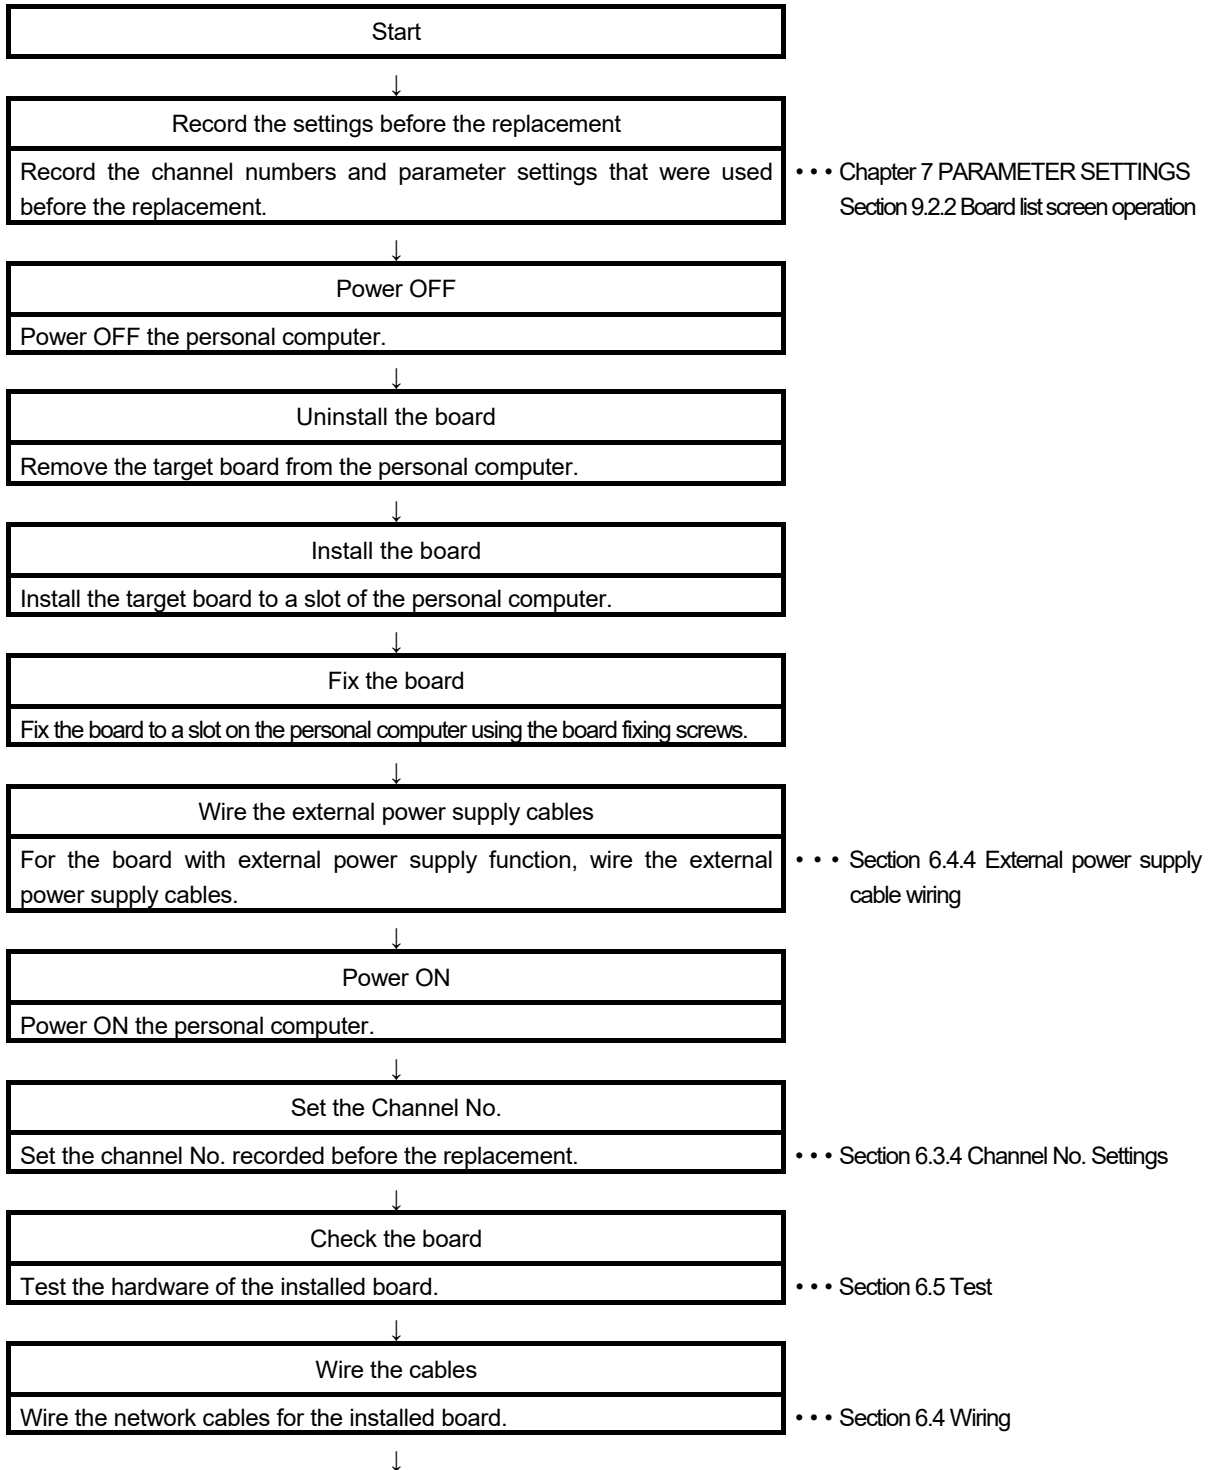 Start
↓
Record the settings before the replacement
Record the channel numbers and parameter settings that were used
before the replacement.
• • • Chapter 7 PARAMETER SETTINGS
Section 9.2.2 Board list screen operation
↓
Power OFF
Power OFF the personal computer.
↓
Uninstall the board
Remove the target board from the personal computer.
↓
Install the board
Install the target board to a slot of the personal computer.
↓
Fix the board
Fix the board to a slot on the personal computer using the board fixing screws.
↓
Wire the external power supply cables
For the board with external power supply function, wire the external
power supply cables.
• • • Section 6.4.4 External power supply
cable wiring
↓
Power ON
Power ON the personal computer.
↓
Set the Channel No.
Set the channel No. recorded before the replacement.
• • • Section 6.3.4 Channel No. Settings
↓
Check the board
Test the hardware of the installed board.
• • • Section 6.5 Test
↓
Wire the cables
Wire the network cables for the installed board.
• • • Section 6.4 Wiring
↓